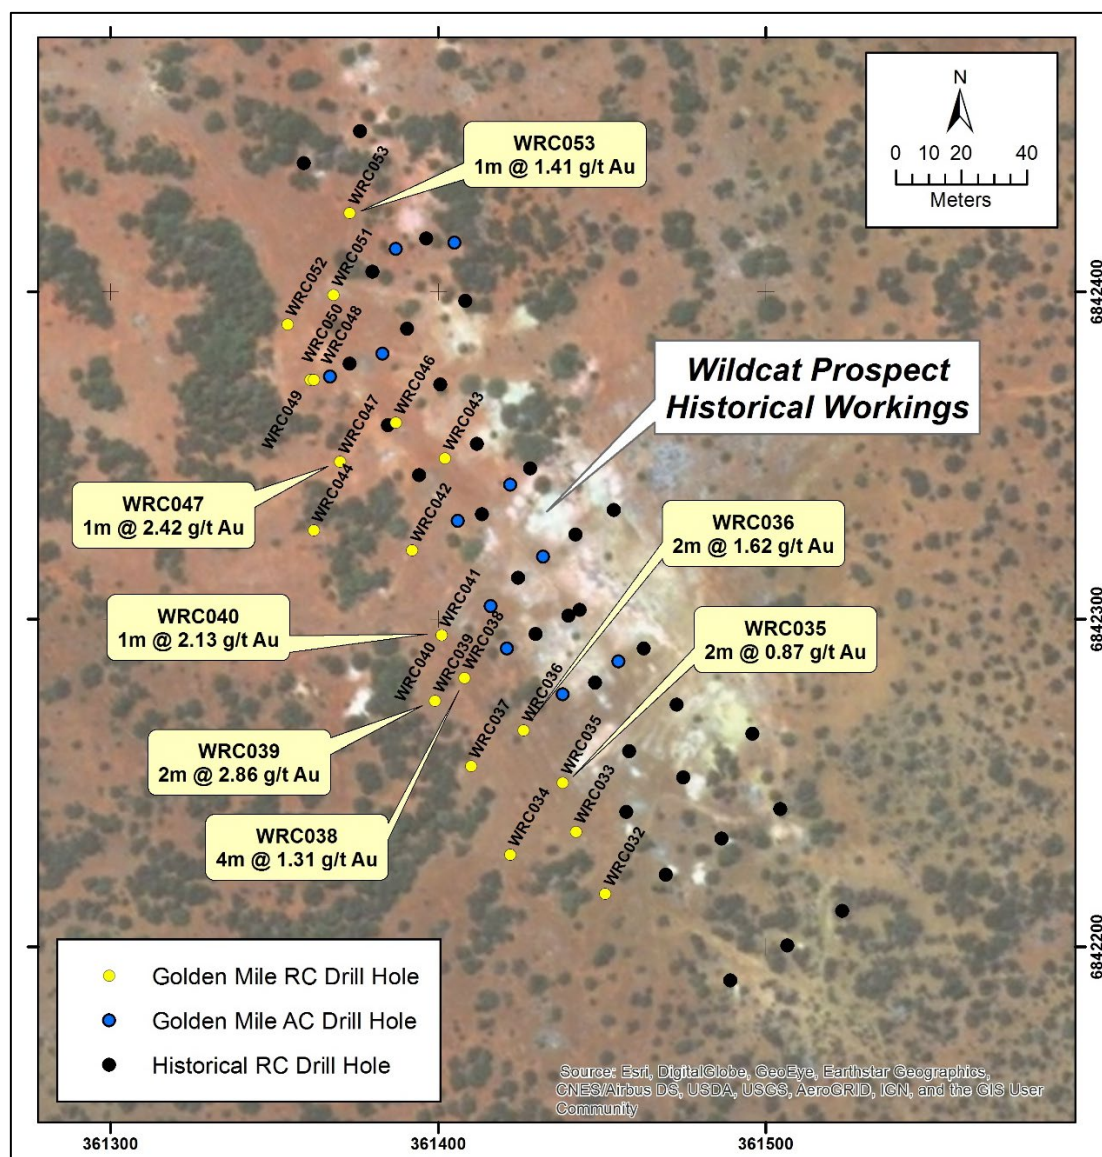 N
0 10 20 40
Meters
WRC053
1m @ 1.41 g/t Au
WRC053
WRC051
WRC052
6842400
WRC050
WRC048
WRC046
Wildcat Prospect
Historical Workings
WRC049
WRC047
WRC043
WRC044
WRC042
WRC047
1m @ 2.42 g/t Au
WRC036
2m @ 1.62 g/t Au
WRC041
WRC040
1m @ 2.13 g/t Au
WRC038
WRC039
WRC040
6842300
WRC035
2m @ 0.87 g/t Au
WRC036
WRC037
WRC035
WRC039
2m @ 2.86 g/t Au
WRC033
WRC034
WRC038
4m @ 1.31 g/t Au
WRC032
6842200
Golden Mile RC Drill Hole
Golden Mile AC Drill Hole
Historical RC Drill Hole
Source: Esri, DigitalGlobe, GeoEye, Earthstar Geographics,
CNES/Airbus DS, USDA, USGS, AeroGRID, IGN, and the GIS User
Community
361300 361400 361500